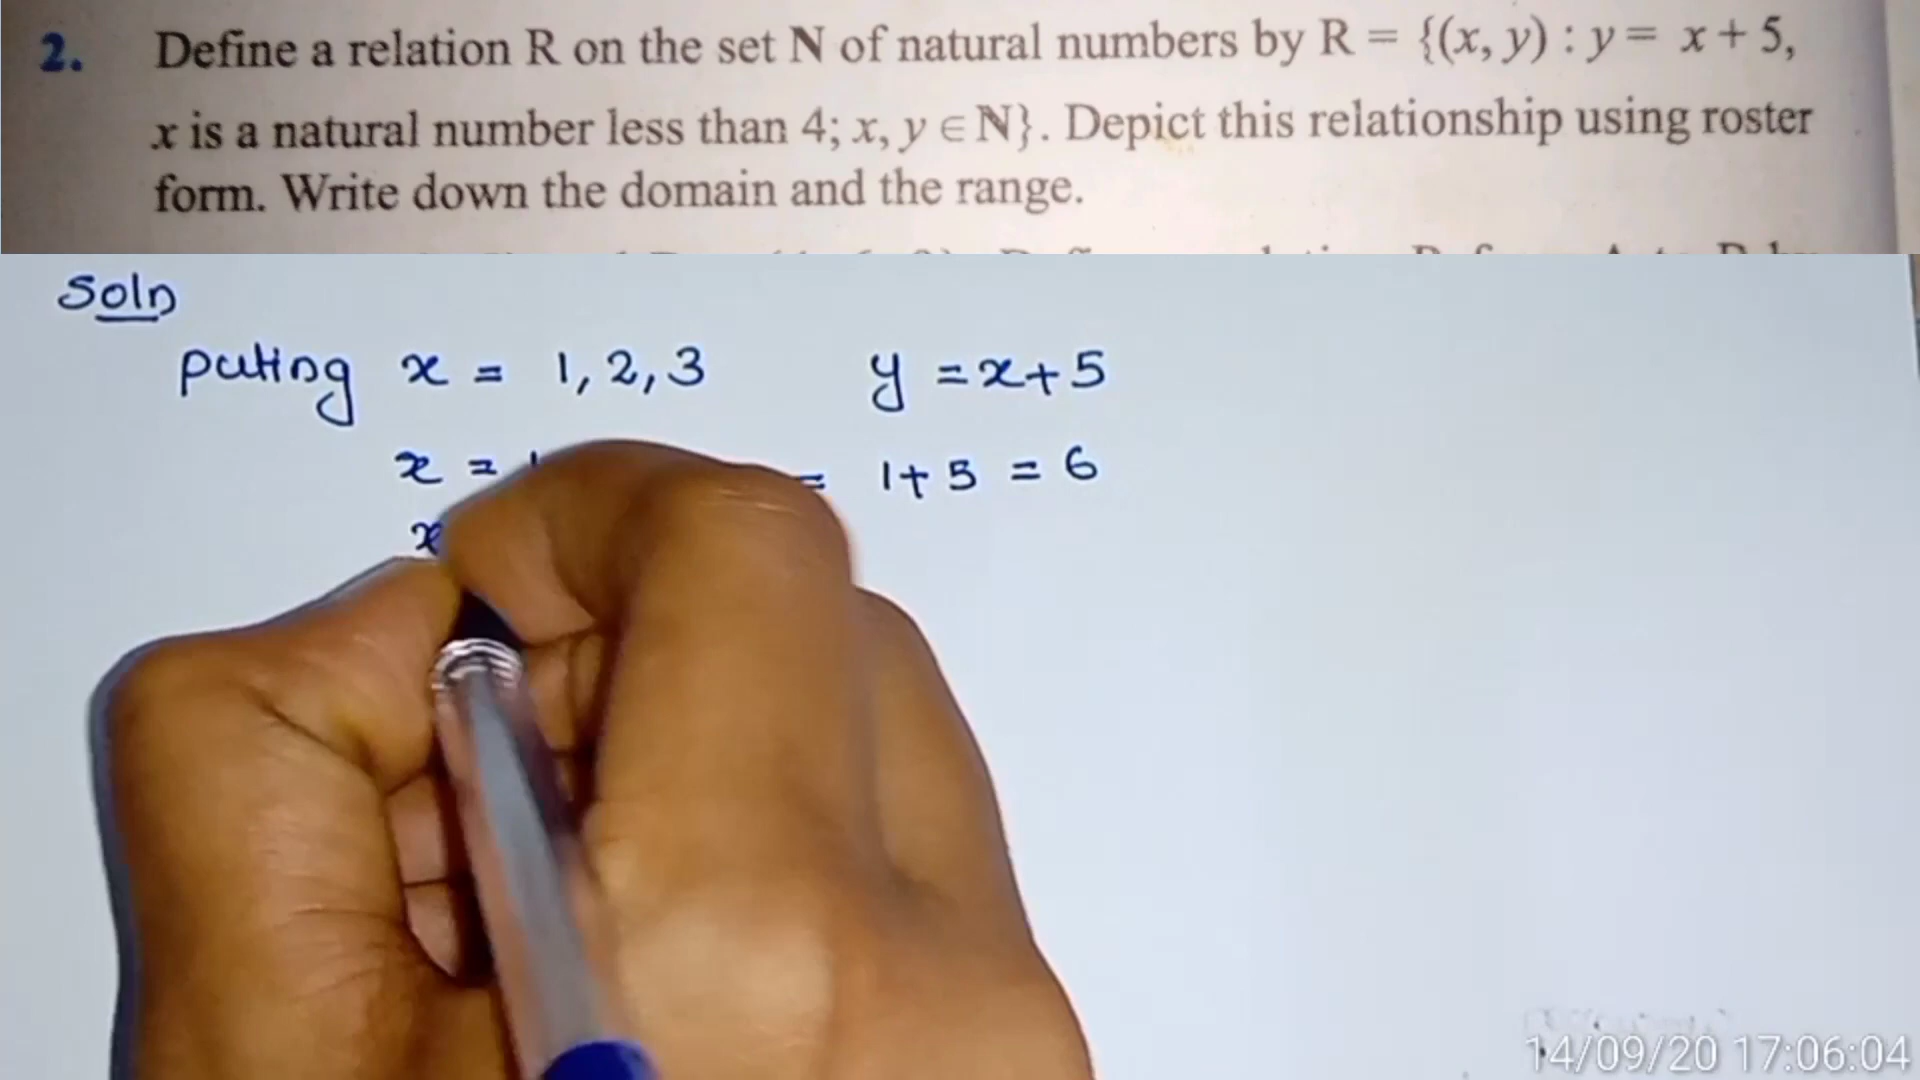 2. Define a relation R on the set N of natural numbers by R = {(x, y) : y = x + 5,
x is a natural number less than 4; x, y ∈ N}. Depict this relationship using roster
form. Write down the domain and the range.
Soln
puting x = 1, 2, 3 y = x + 5
x = = 1 + 5 = 6
x
14/09/20 17:06:04